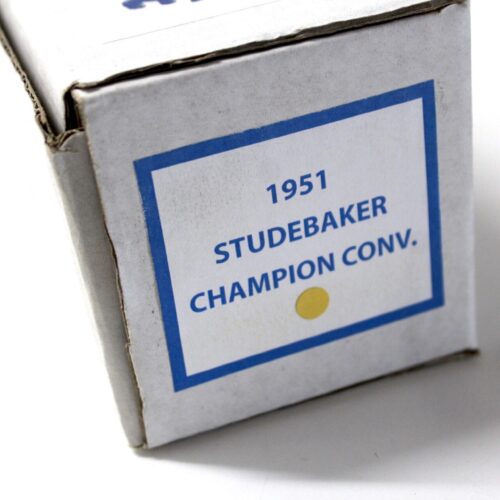 1951
STUDEBAKER
CHAMPION CONV.